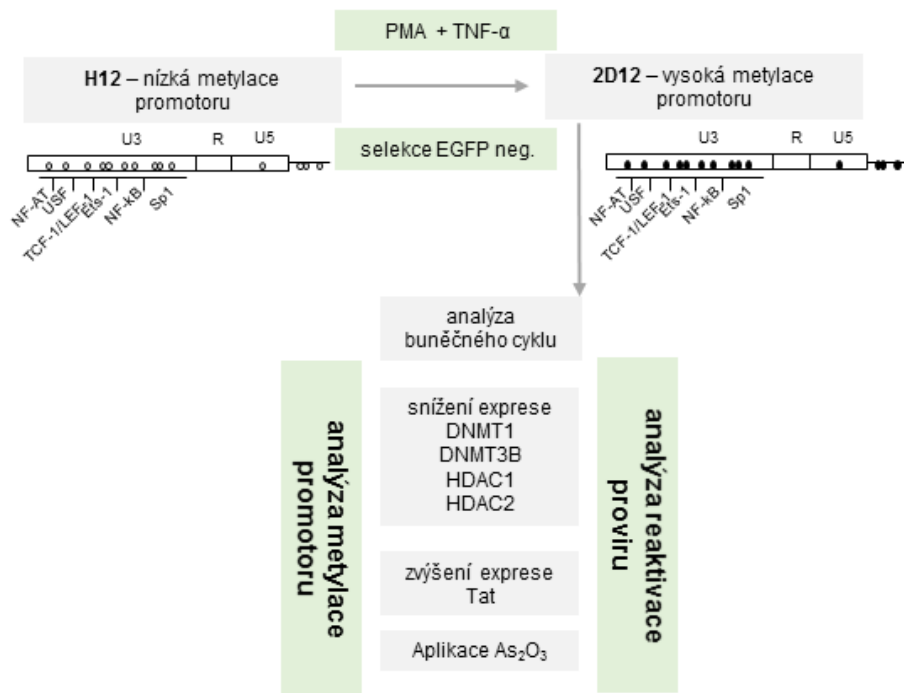 PMA + TNF-α
H12 – nízká metylace
promotoru
2D12 – vysoká metylace
promotoru
selekce EGFP neg.
U3 R U5
NF-AT
USF
TCF-1/LEF-1
Ets-1
NF-kB
Sp1
U3 R U5
NF-AT
USF
TCF-1/LEF-1
Ets-1
NF-kB
Sp1
analýza
buněčného cyklu
analýza metylace
promotoru
snížení exprese
DNMT1
DNMT3B
HDAC1
HDAC2
zvýšení exprese
Tat
Aplikace As₂O₃
analýza reaktivace
proviru